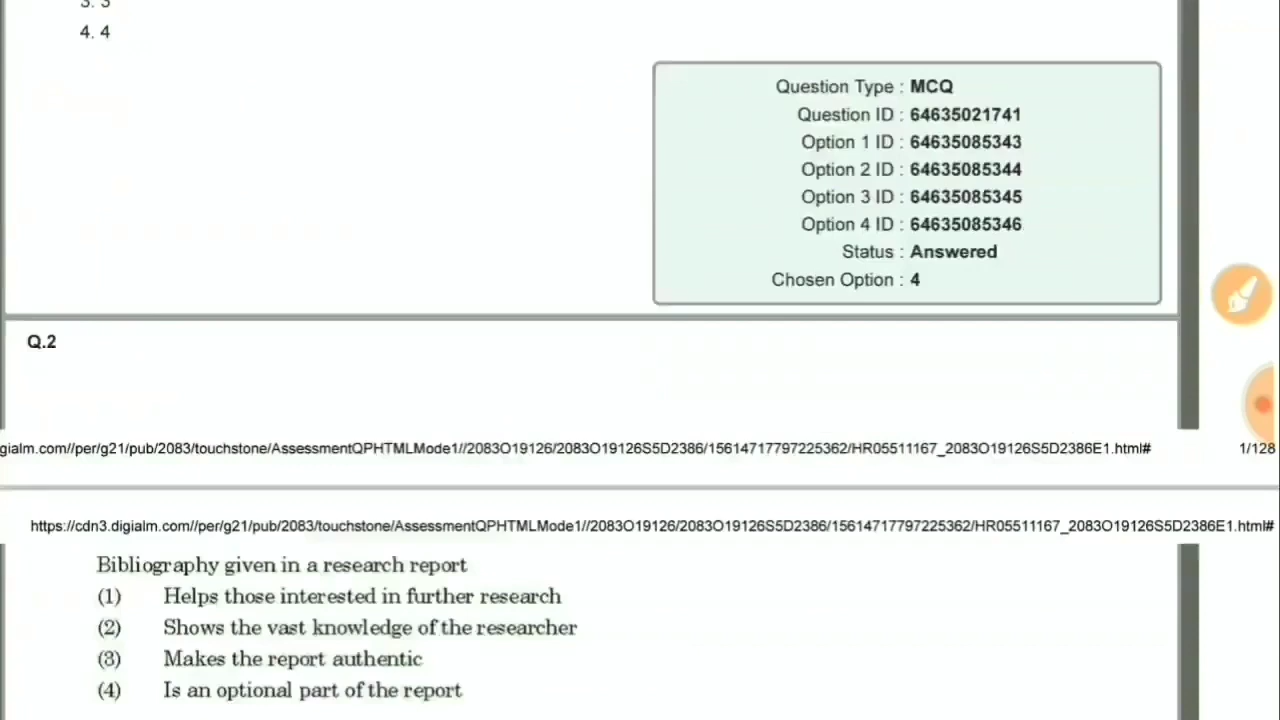 3. 3
4. 4
Question Type : MCQ
Question ID : 64635021741
Option 1 ID : 64635085343
Option 2 ID : 64635085344
Option 3 ID : 64635085345
Option 4 ID : 64635085346
Status : Answered
Chosen Option : 4
Q.2
gialm.com//per/g21/pub/2083/touchstone/AssessmentQPHTMLMode1//2083O19126/2083O19126S5D2386/15614717797225362/HR05511167_2083O19126S5D2386E1.html# 1/128
https://cdn3.digialm.com//per/g21/pub/2083/touchstone/AssessmentQPHTMLMode1//2083O19126/2083O19126S5D2386/15614717797225362/HR05511167_2083O19126S5D2386E1.html#
Bibliography given in a research report
(1) Helps those interested in further research
(2) Shows the vast knowledge of the researcher
(3) Makes the report authentic
(4) Is an optional part of the report